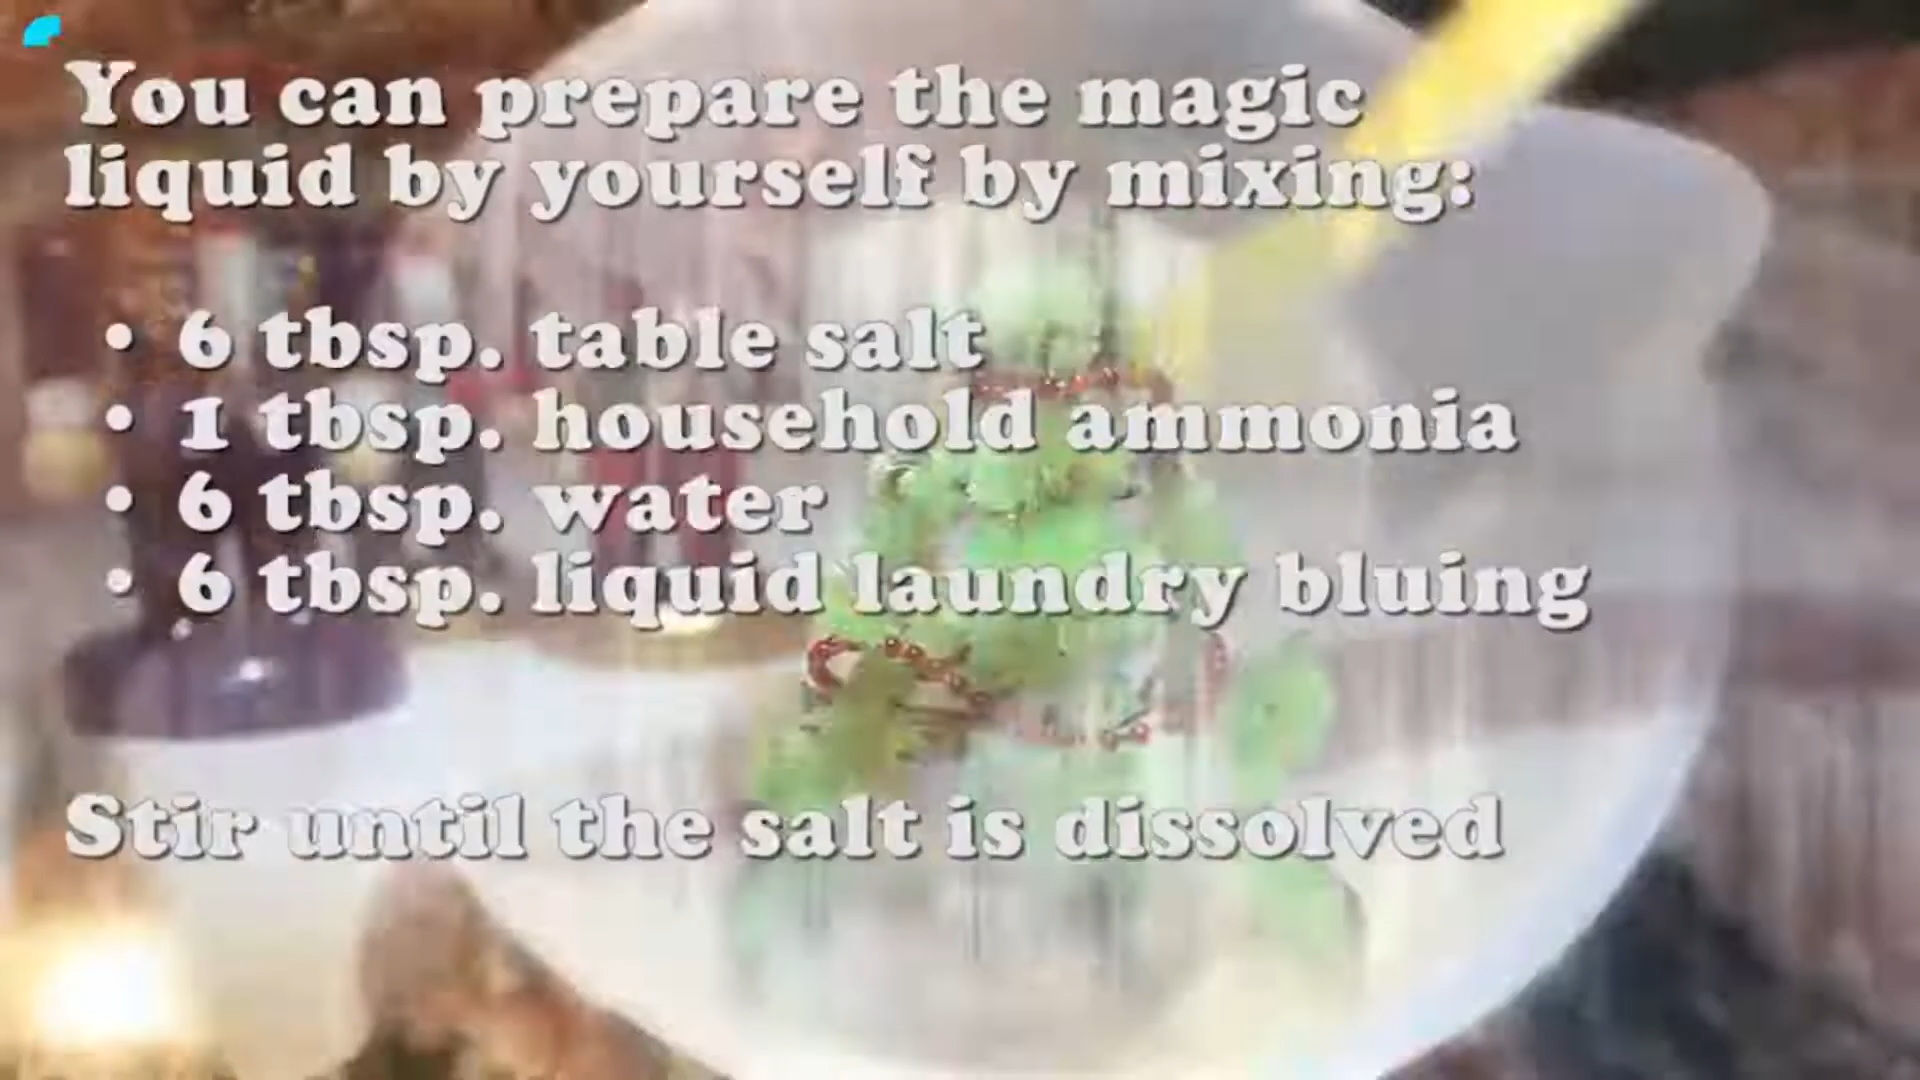 You can prepare the magic
liquid by yourself by mixing:
• 6 tbsp. table salt
• 1 tbsp. household ammonia
• 6 tbsp. water
• 6 tbsp. liquid laundry bluing
Stir until the salt is dissolved